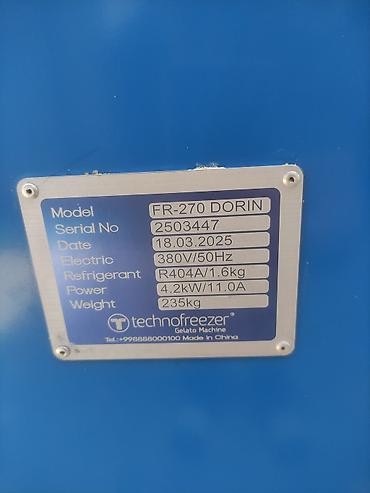 Model FR-270 DORIN
Serial No 2503447
Date 18.03.2025
Electric 380V/50Hz
Refrigerant R404A/1.6kg
Power 4.2kW/11.0A
Weight 235kg
technofreezer®
Gelato Machine
Tel.:+998888000100 Made in China